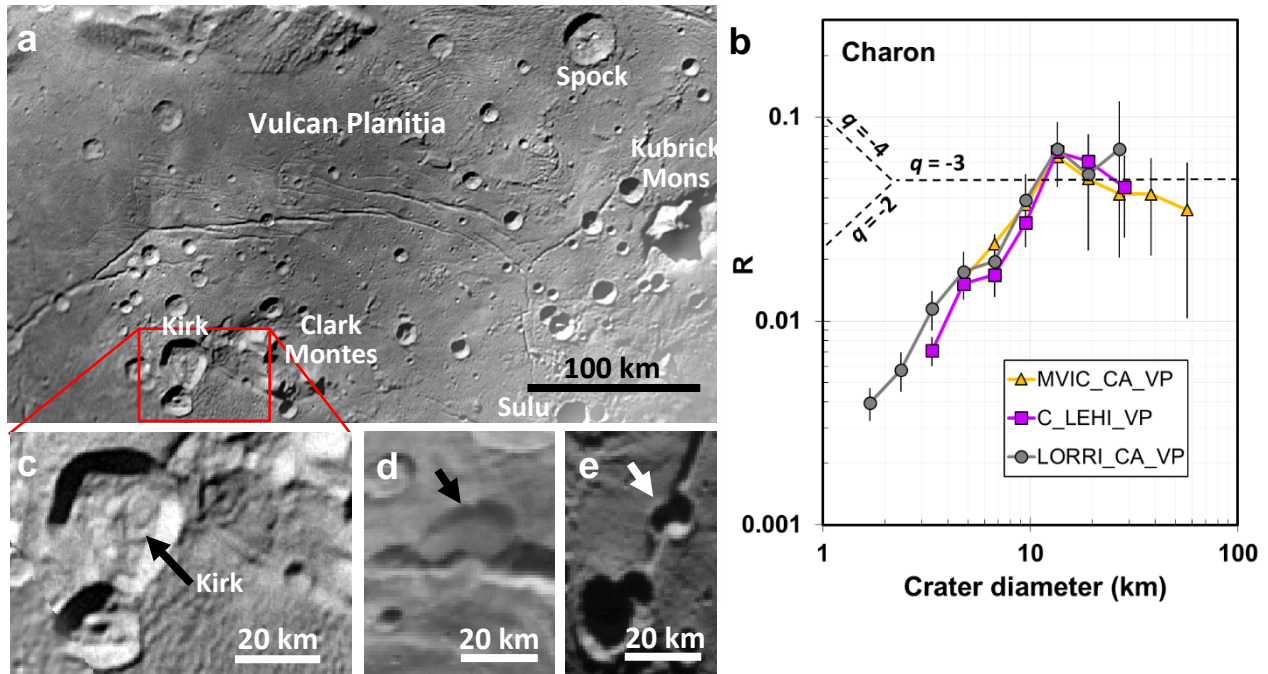 a
Spock
Vulcan Planitia
Kubrick
Mons
Kirk
Clark
Montes
100 km
Sulu
c
Kirk
20 km
d
20 km
e
20 km
b
Charon
0.1
0.01
0.001
R
q = -4
q = -3
q = -2
MVIC_CA_VP
C_LEHI_VP
LORRI_CA_VP
1
10
100
Crater diameter (km)